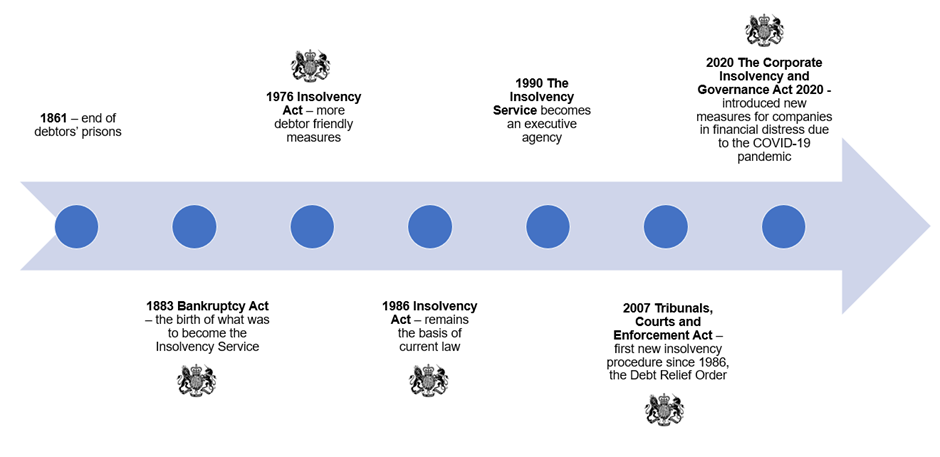 1861 – end of
debtors' prisons
1883 Bankruptcy Act
– the birth of what was
to become the
Insolvency Service
1976 Insolvency
Act – more
debtor friendly
measures
1986 Insolvency
Act – remains
the basis of
current law
1990 The
Insolvency
Service becomes
an executive
agency
2007 Tribunals,
Courts and
Enforcement Act –
first new insolvency
procedure since 1986,
the Debt Relief Order
2020 The Corporate
Insolvency and
Governance Act 2020 -
introduced new
measures for companies
in financial distress due
to the COVID-19
pandemic